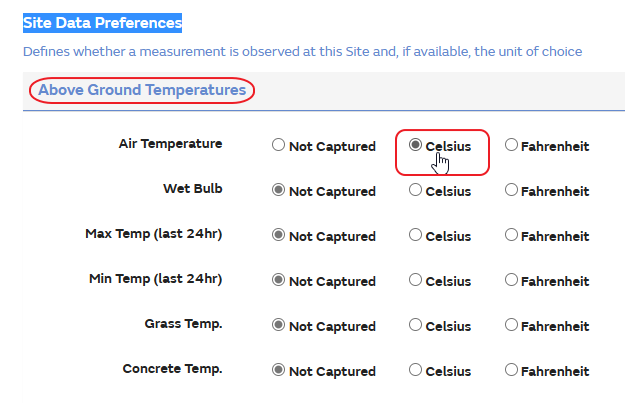 Site Data Preferences
Defines whether a measurement is observed at this Site and, if available, the unit of choice
Above Ground Temperatures
Air Temperature Not Captured Celsius Fahrenheit
Wet Bulb Not Captured Celsius Fahrenheit
Max Temp (last 24hr) Not Captured Celsius Fahrenheit
Min Temp (last 24hr) Not Captured Celsius Fahrenheit
Grass Temp. Not Captured Celsius Fahrenheit
Concrete Temp. Not Captured Celsius Fahrenheit